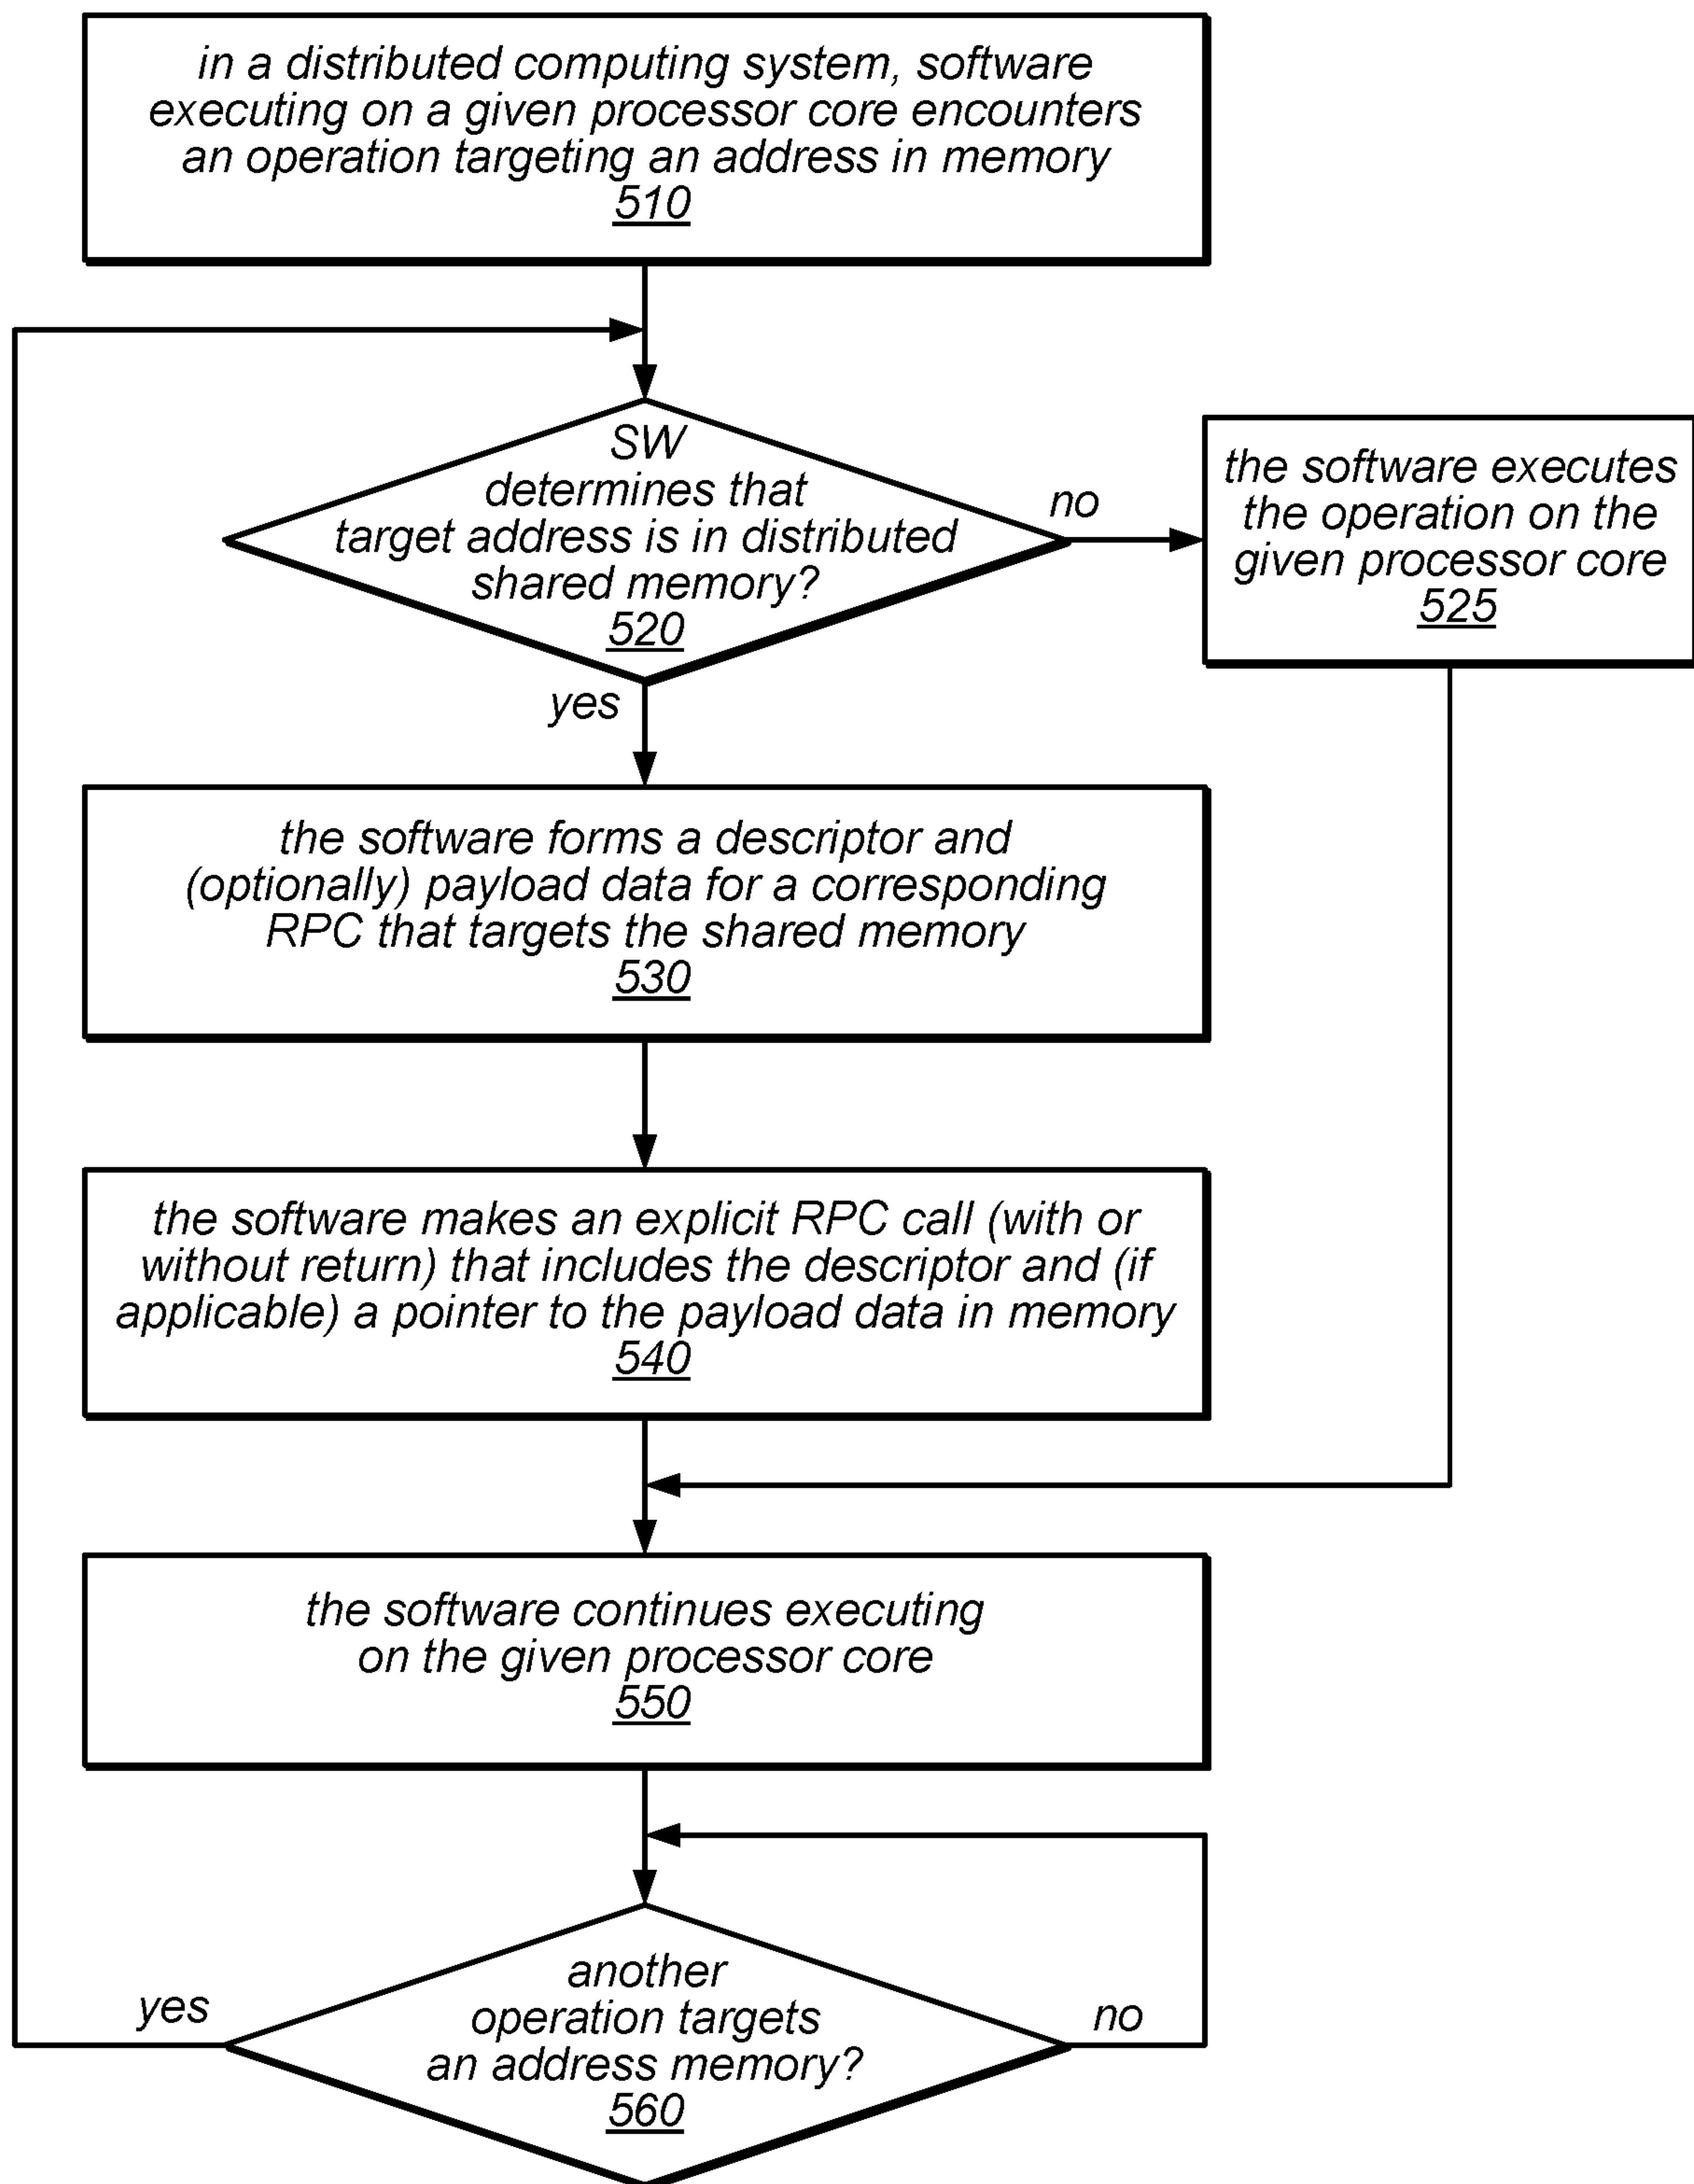 in a distributed computing system, software
executing on a given processor core encounters
an operation targeting an address in memory
510
SW
determines that
target address is in distributed
shared memory?
520
no
the software executes
the operation on the
given processor core
525
yes
the software forms a descriptor and
(optionally) payload data for a corresponding
RPC that targets the shared memory
530
the software makes an explicit RPC call (with or
without return) that includes the descriptor and (if
applicable) a pointer to the payload data in memory
540
the software continues executing
on the given processor core
550
another
operation targets
an address memory?
560
yes
no